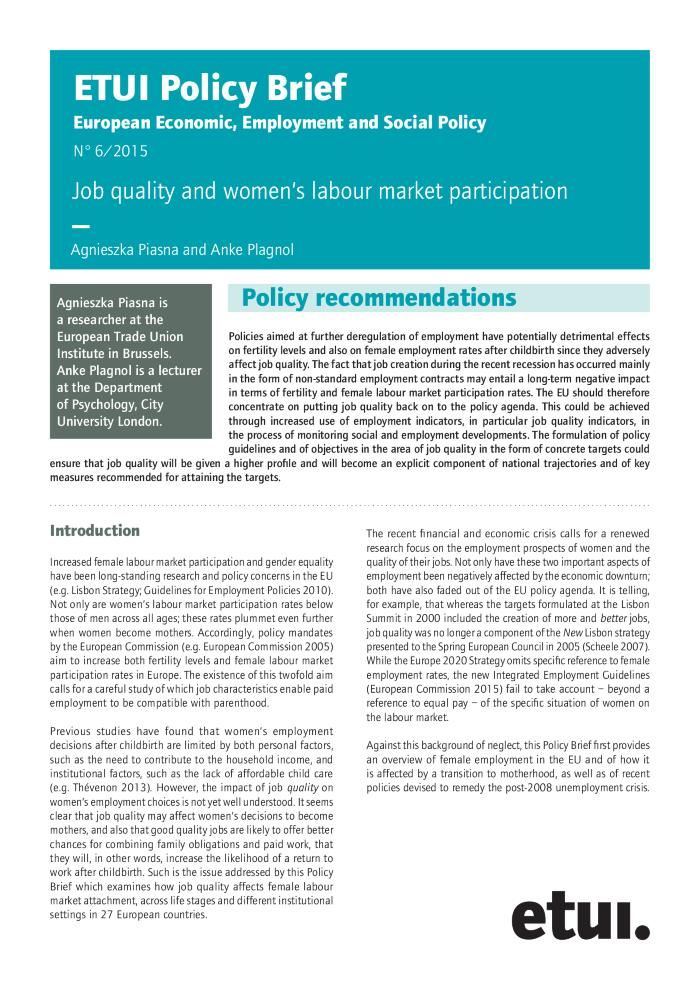 ETUI Policy Brief
European Economic, Employment and Social Policy
N° 6/2015
Job quality and women's labour market participation
–
Agnieszka Piasna and Anke Plagnol
Agnieszka Piasna is
a researcher at the
European Trade Union
Institute in Brussels.
Anke Plagnol is a lecturer
at the Department
of Psychology, City
University London.
Policy recommendations
Policies aimed at further deregulation of employment have potentially detrimental effects
on fertility levels and also on female employment rates after childbirth since they adversely
affect job quality. The fact that job creation during the recent recession has occurred mainly
in the form of non-standard employment contracts may entail a long-term negative impact
in terms of fertility and female labour market participation rates. The EU should therefore
concentrate on putting job quality back on to the policy agenda. This could be achieved
through increased use of employment indicators, in particular job quality indicators, in
the process of monitoring social and employment developments. The formulation of policy
guidelines and of objectives in the area of job quality in the form of concrete targets could
ensure that job quality will be given a higher profile and will become an explicit component of national trajectories and of key
measures recommended for attaining the targets.
Introduction
Increased female labour market participation and gender equality
have been long-standing research and policy concerns in the EU
(e.g. Lisbon Strategy; Guidelines for Employment Policies 2010).
Not only are women's labour market participation rates below
those of men across all ages; these rates plummet even further
when women become mothers. Accordingly, policy mandates
by the European Commission (e.g. European Commission 2005)
aim to increase both fertility levels and female labour market
participation rates in Europe. The existence of this twofold aim
calls for a careful study of which job characteristics enable paid
employment to be compatible with parenthood.
Previous studies have found that women's employment
decisions after childbirth are limited by both personal factors,
such as the need to contribute to the household income, and
institutional factors, such as the lack of affordable child care
(e.g. Thévenon 2013). However, the impact of job quality on
women's employment choices is not yet well understood. It seems
clear that job quality may affect women's decisions to become
mothers, and also that good quality jobs are likely to offer better
chances for combining family obligations and paid work, that
they will, in other words, increase the likelihood of a return to
work after childbirth. Such is the issue addressed by this Policy
Brief which examines how job quality affects female labour
market attachment, across life stages and different institutional
settings in 27 European countries.
The recent financial and economic crisis calls for a renewed
research focus on the employment prospects of women and the
quality of their jobs. Not only have these two important aspects of
employment been negatively affected by the economic downturn;
both have also faded out of the EU policy agenda. It is telling,
for example, that whereas the targets formulated at the Lisbon
Summit in 2000 included the creation of more and better jobs,
job quality was no longer a component of the New Lisbon strategy
presented to the Spring European Council in 2005 (Scheele 2007).
While the Europe 2020 Strategy omits specific reference to female
employment rates, the new Integrated Employment Guidelines
(European Commission 2015) fail to take account – beyond a
reference to equal pay – of the specific situation of women on
the labour market.
Against this background of neglect, this Policy Brief first provides
an overview of female employment in the EU and of how it
is affected by a transition to motherhood, as well as of recent
policies devised to remedy the post-2008 unemployment crisis.
etui.